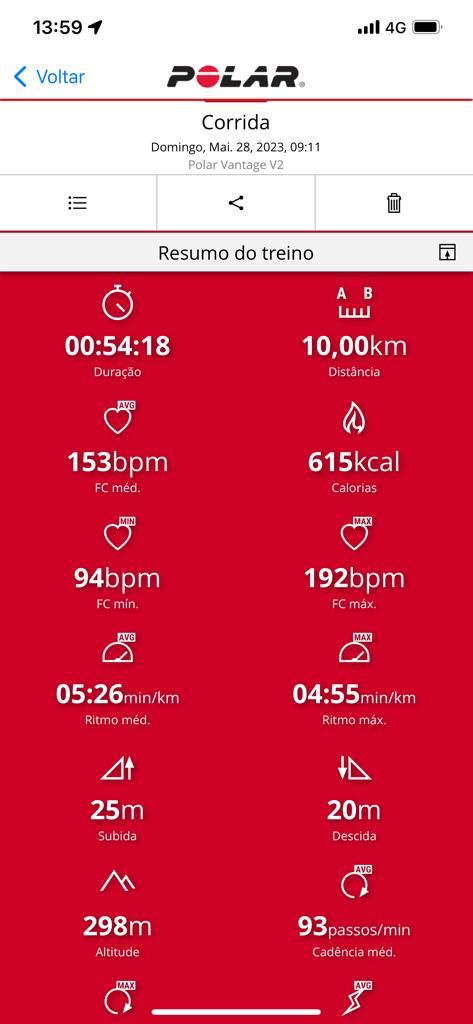 13:59 4G
Voltar POLAR®
Corrida
Domingo, Mai. 28, 2023, 09:11
Polar Vantage V2
Resumo do treino
A B
00:54:18 10,00km
Duração Distância
AVG
153bpm 615kcal
FC méd. Calorias
MIN MAX
94bpm 192bpm
FC mín. FC máx.
AVG MAX
05:26min/km 04:55min/km
Ritmo méd. Ritmo máx.
25m 20m
Subida Descida
AVG
298m 93passos/min
Altitude Cadência méd.
MAX AVG